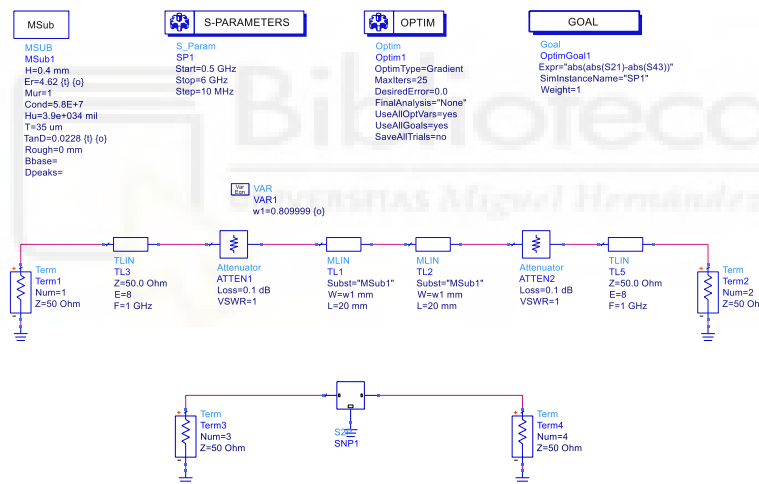 MSub
MSUB
MSub1
H=0.4 mm
Er=4.62 {t} {o}
Mur=1
Cond=5.8E+7
Hu=3.9e+034 mil
T=35 um
TanD=0.0228 {t} {o}
Rough=0 mm
Bbase=
Dpeaks=
S-PARAMETERS
S_Param
SP1
Start=0.5 GHz
Stop=6 GHz
Step=10 MHz
OPTIM
Optim
Optim1
OptimType=Gradient
MaxIters=25
DesiredError=0.0
FinalAnalysis="None"
UseAllOptVars=yes
UseAllGoals=yes
SaveAllTrials=no
GOAL
Goal
OptimGoal1
Expr="abs(abs(S21)-abs(S43))"
SimInstanceName="SP1"
Weight=1
Bibliotec
UNIVERSITAS Miguel Hernández
Var
Eqn
VAR
VAR1
w1=0.809999 {o}
Term
Term1
Num=1
Z=50 Ohm
TLIN
TL3
Z=50.0 Ohm
E=8
F=1 GHz
Attenuator
ATTEN1
Loss=0.1 dB
VSWR=1
MLIN
TL1
Subst="MSub1"
W=w1 mm
L=20 mm
MLIN
TL2
Subst="MSub1"
W=w1 mm
L=20 mm
Attenuator
ATTEN2
Loss=0.1 dB
VSWR=1
TLIN
TL5
Z=50.0 Ohm
E=8
F=1 GHz
Term
Term2
Num=2
Z=50 Oh
Term
Term3
Num=3
Z=50 Ohm
SNP1
Term
Term4
Num=4
Z=50 Ohm